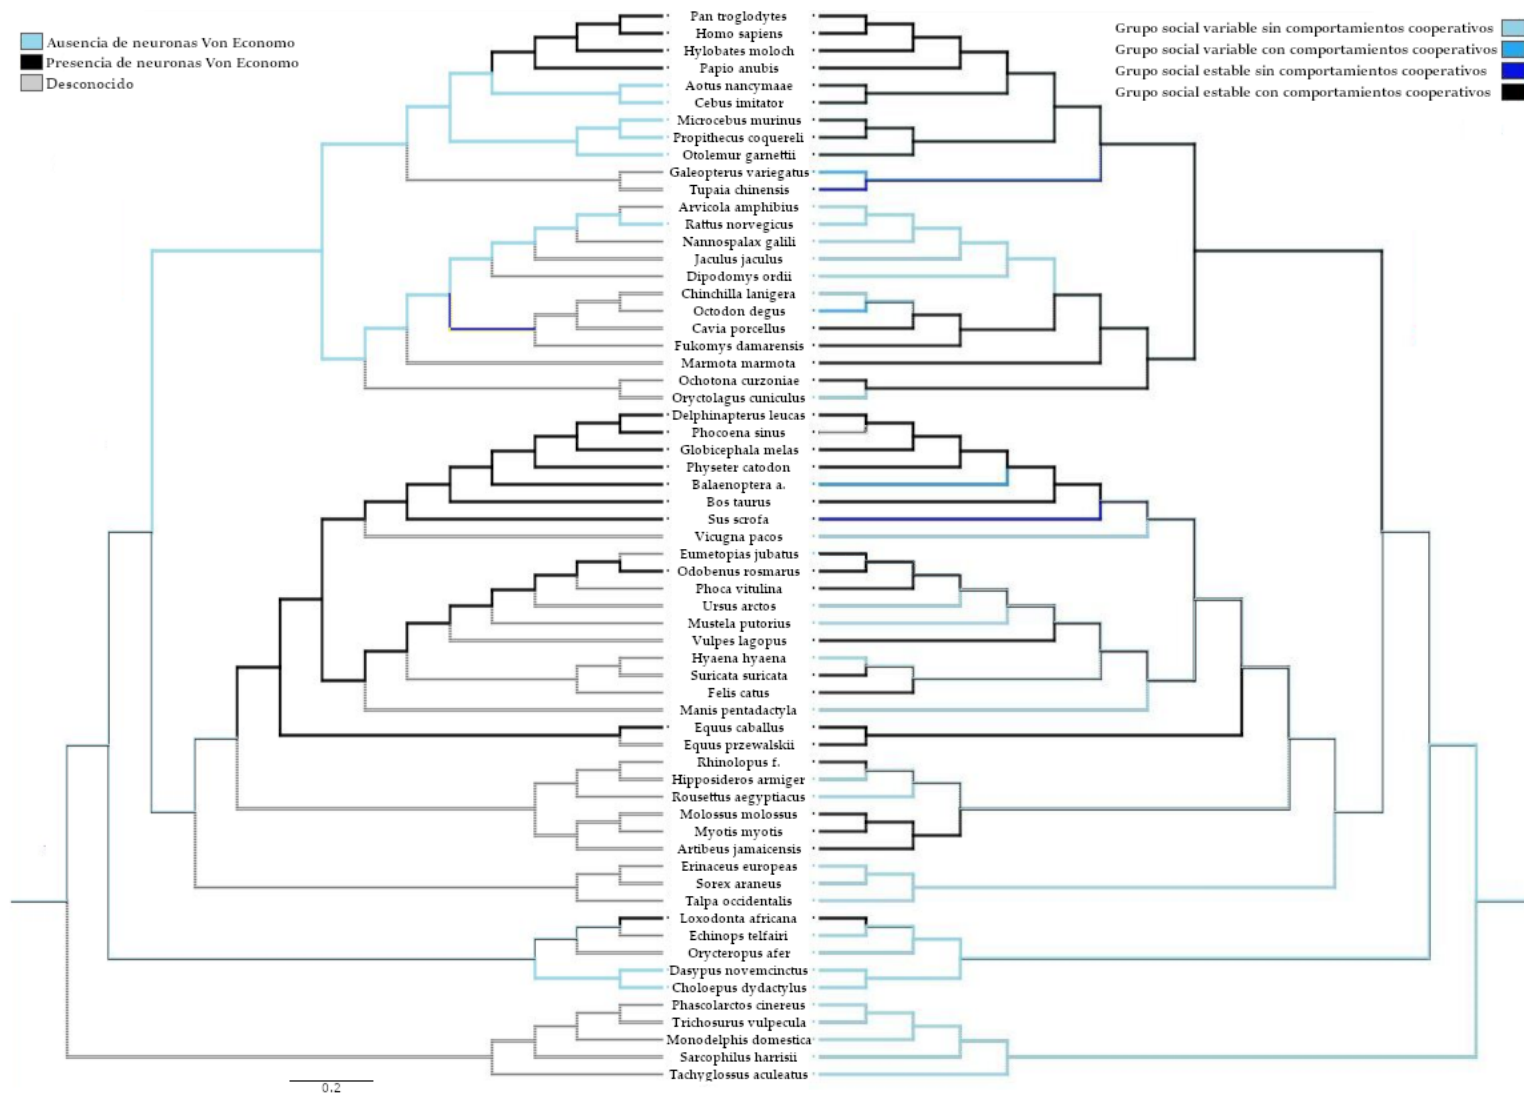 Ausencia de neuronas Von Economo
Presencia de neuronas Von Economo
Desconocido
Grupo social variable sin comportamientos cooperativos
Grupo social variable con comportamientos cooperativos
Grupo social estable sin comportamientos cooperativos
Grupo social estable con comportamientos cooperativos
Pan troglodytes
Homo sapiens
Hylobates moloch
Papio anubis
Aotus nancymaae
Cebus imitator
Microcebus murinus
Propithecus coquereli
Otolemur garnettii
Galeopterus variegatus
Tupaia chinensis
Arvicola amphibius
Rattus norvegicus
Nannospalax galili
Jaculus jaculus
Dipodomys ordii
Chinchilla lanigera
Octodon degus
Cavia porcellus
Fukomys damarensis
Marmota marmota
Ochotona curzoniae
Oryctolagus cuniculus
Delphinapterus leucas
Phocoena sinus
Globicephala melas
Physeter catodon
Balaenoptera a.
Bos taurus
Sus scrofa
Vicugna pacos
Eumetopias jubatus
Odobenus rosmarus
Phoca vitulina
Ursus arctos
Mustela putorius
Vulpes lagopus
Hyaena hyaena
Suricata suricata
Felis catus
Manis pentadactyla
Equus caballus
Equus przewalskii
Rhinolopus f.
Hipposideros armiger
Rousettus aegyptiacus
Molossus molossus
Myotis myotis
Artibeus jamaicensis
Erinaceus europeas
Sorex araneus
Talpa occidentalis
Loxodonta africana
Echinops telfairi
Orycteropus afer
Dasypus novemcinctus
Choloepus dydactylus
Phascolarctos cinereus
Trichosurus vulpecula
Monodelphis domestica
Sarcophilus harrisii
Tachyglossus aculeatus
0.2